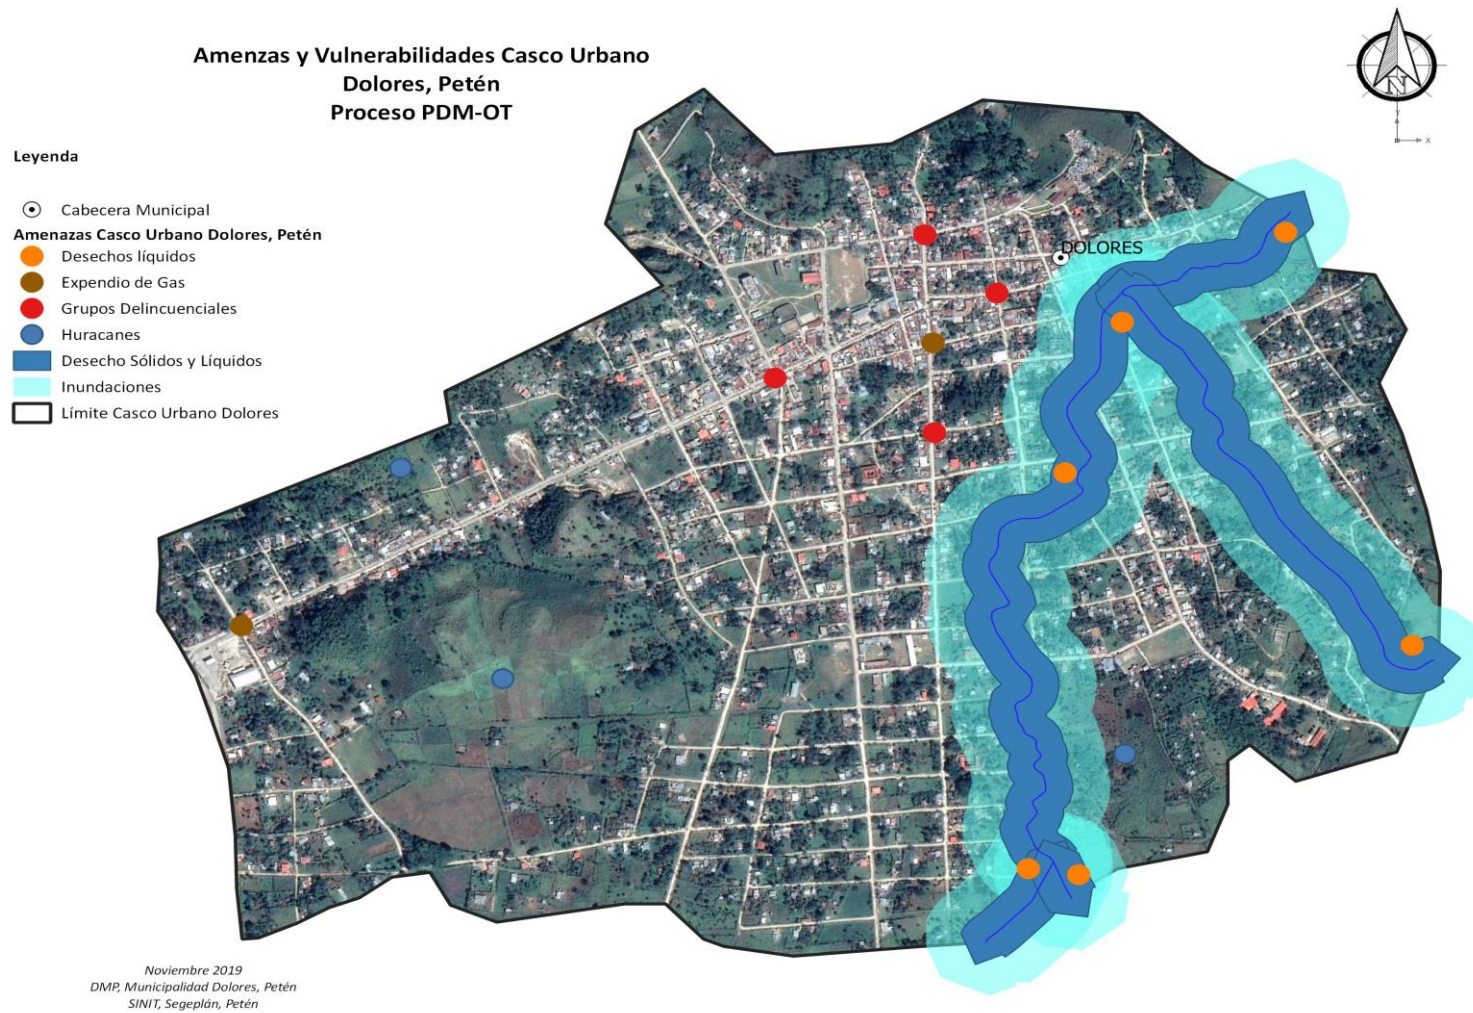 Amenzas y Vulnerabilidades Casco Urbano
Dolores, Petén
Proceso PDM-OT
N
Y
X
Leyenda
Cabecera Municipal
Amenazas Casco Urbano Dolores, Petén
Desechos líquidos
Expendio de Gas
Grupos Delincuenciales
Huracanes
Desecho Sólidos y Líquidos
Inundaciones
Límite Casco Urbano Dolores
DOLORES
Noviembre 2019
DMP, Municipalidad Dolores, Petén
SINIT, Segeplán, Petén